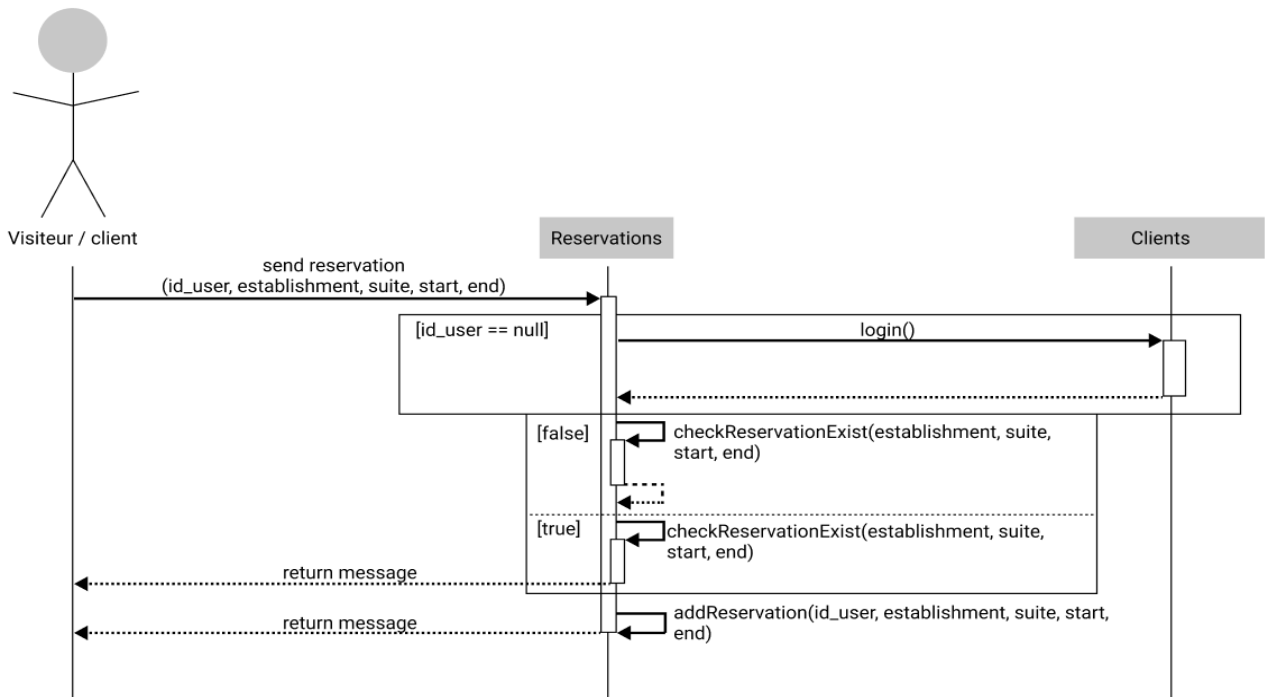 Visiteur / client
Reservations
Clients
send reservation
(id_user, establishment, suite, start, end)
[id_user == null]
login()
[false]
checkReservationExist(establishment, suite,
start, end)
[true]
checkReservationExist(establishment, suite,
start, end)
return message
addReservation(id_user, establishment, suite, start,
end)
return message